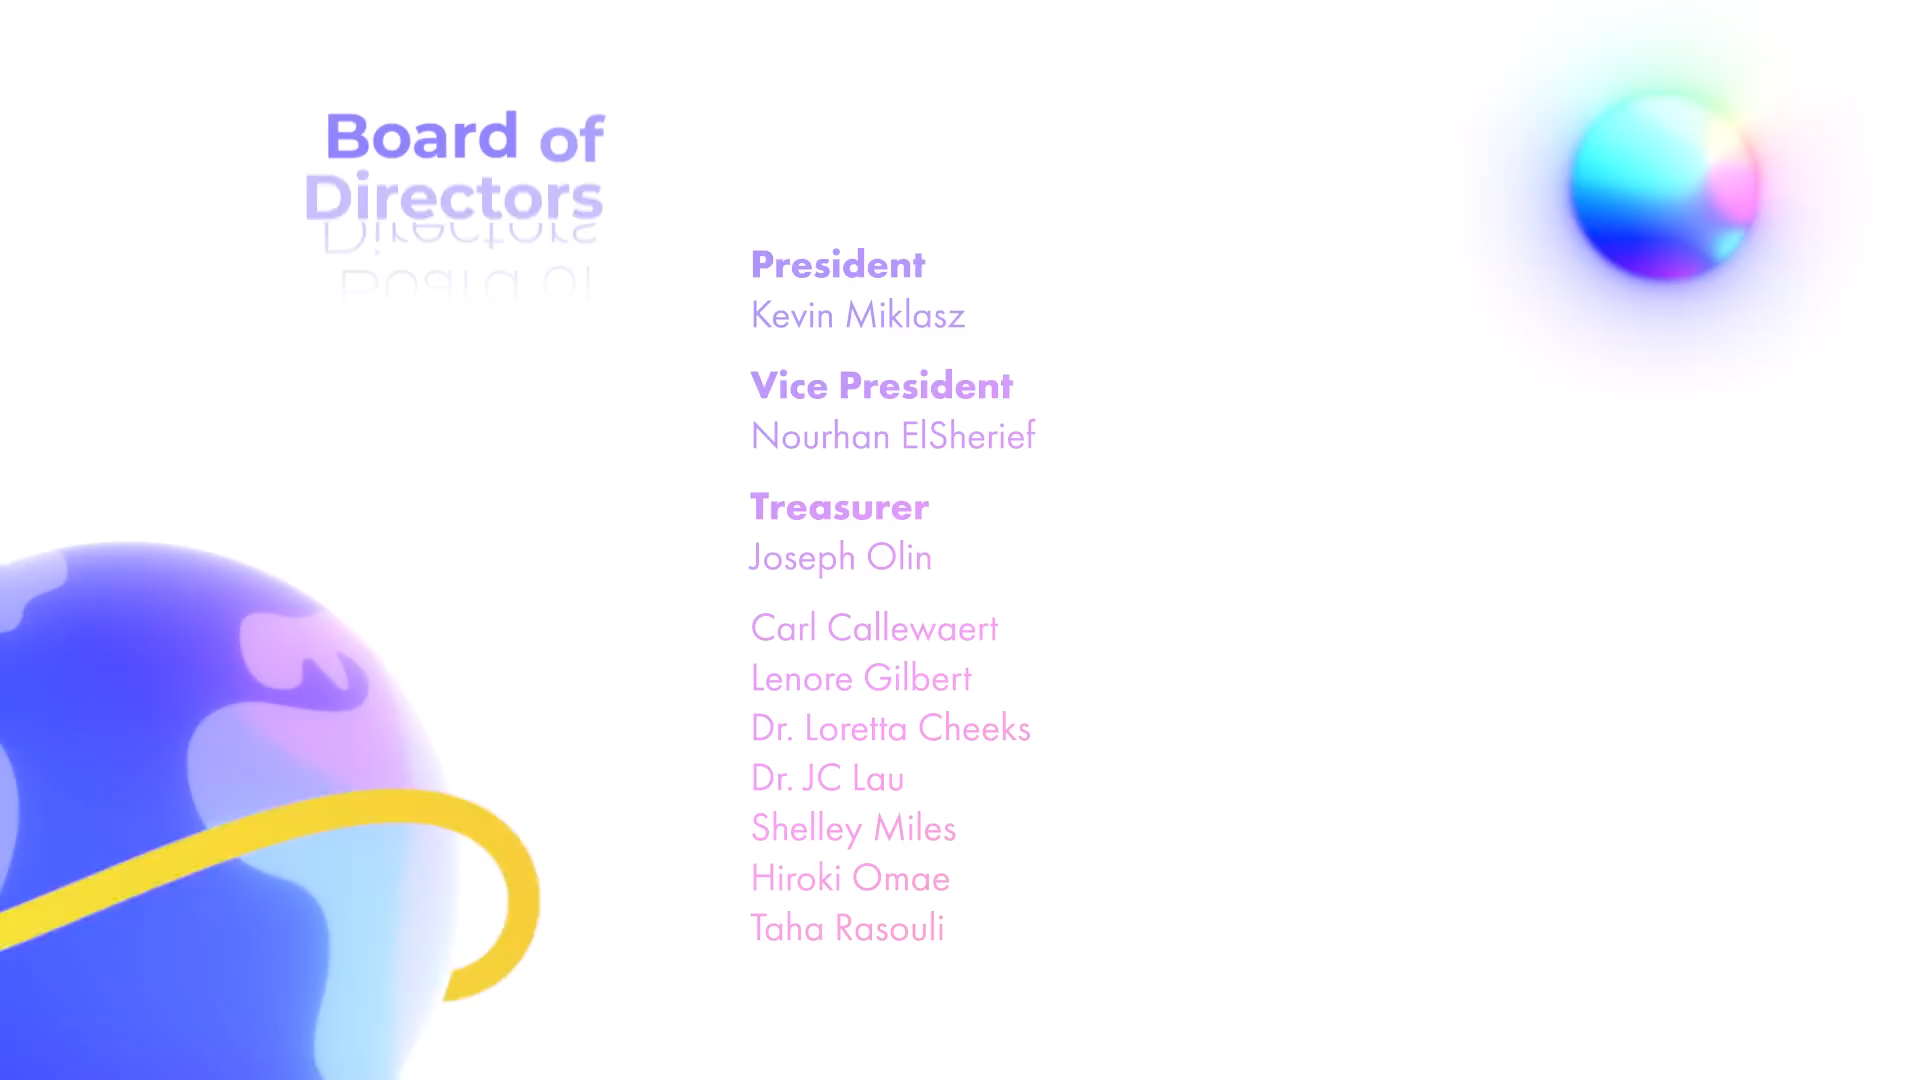 Board of
Directors
President
Kevin Miklasz
Vice President
Nourhan ElSherief
Treasurer
Joseph Olin
Carl Callewaert
Lenore Gilbert
Dr. Loretta Cheeks
Dr. JC Lau
Shelley Miles
Hiroki Omae
Taha Rasouli